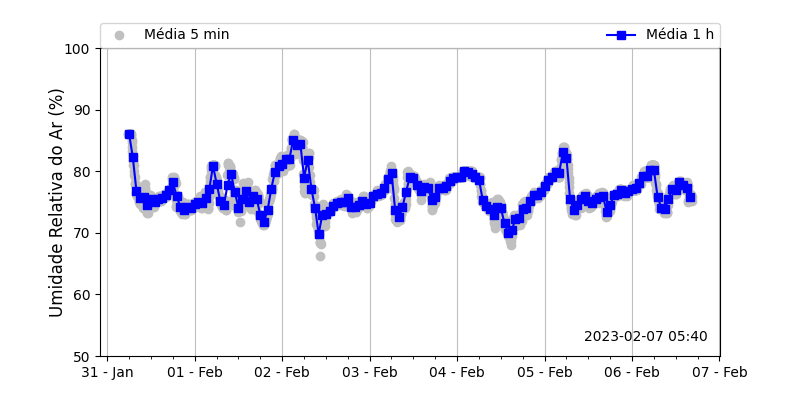 Média 5 min
Média 1 h
Umidade Relativa do Ar (%)
100
90
80
70
60
50
2023-02-07 05:40
31 - Jan
01 - Feb
02 - Feb
03 - Feb
04 - Feb
05 - Feb
06 - Feb
07 - Feb